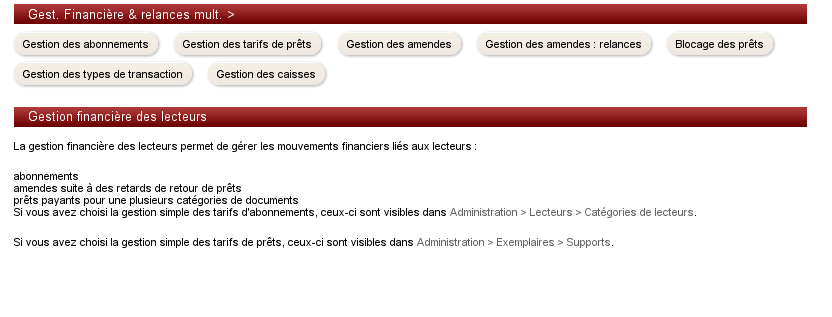 Gest. Financière & relances mult. >
Gestion des abonnements Gestion des tarifs de prêts Gestion des amendes Gestion des amendes : relances Blocage des prêts
Gestion des types de transaction Gestion des caisses
Gestion financière des lecteurs
La gestion financière des lecteurs permet de gérer les mouvements financiers liés aux lecteurs :
abonnements
amendes suite à des retards de retour de prêts
prêts payants pour une plusieurs catégories de documents
Si vous avez choisi la gestion simple des tarifs d'abonnements, ceux-ci sont visibles dans Administration > Lecteurs > Catégories de lecteurs.
Si vous avez choisi la gestion simple des tarifs de prêts, ceux-ci sont visibles dans Administration > Exemplaires > Supports.